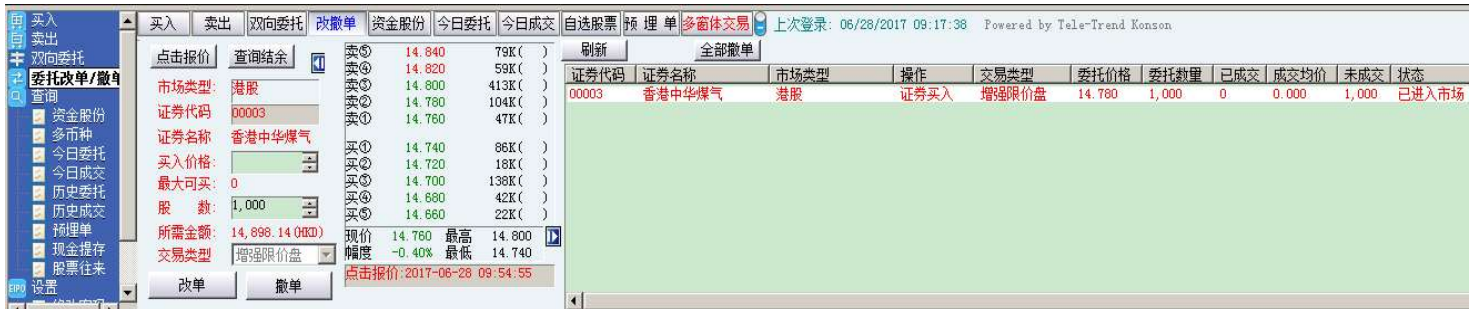 买入 卖出 双向委托 改撤单 资金股份 今日委托 今日成交 自选股票 预 埋 单 多窗体交易 上次登录: 06/28/2017 09:17:38 Powered by Tele-Trend Konson
买入
卖出
双向委托
委托改单/撤单
查询
资金股份
多币种
今日委托
今日成交
历史委托
历史成交
预埋单
现金提存
股票往来
EIPO 设置
点击报价 查询结余
市场类型: 港股
证券代码 00003
证券名称 香港中华煤气
买入价格:
最大可买: 0
股 数: 1,000
所需金额: 14,898.14(HKD)
交易类型 增强限价盘
改单 撤单
卖⑤ 14.840 79K( )
卖④ 14.820 59K( )
卖③ 14.800 413K( )
卖② 14.780 104K( )
卖① 14.760 47K( )
买① 14.740 86K( )
买② 14.720 18K( )
买③ 14.700 138K( )
买④ 14.680 42K( )
买⑤ 14.660 22K( )
现价 14.760 最高 14.800
幅度 -0.40% 最低 14.740
点击报价:2017-06-28 09:54:55
刷新 全部撤单
证券代码 证券名称 市场类型 操作 交易类型 委托价格 委托数量 已成交 成交均价 未成交 状态
00003 香港中华煤气 港股 证券买入 增强限价盘 14.780 1,000 0 0.000 1,000 已进入市场